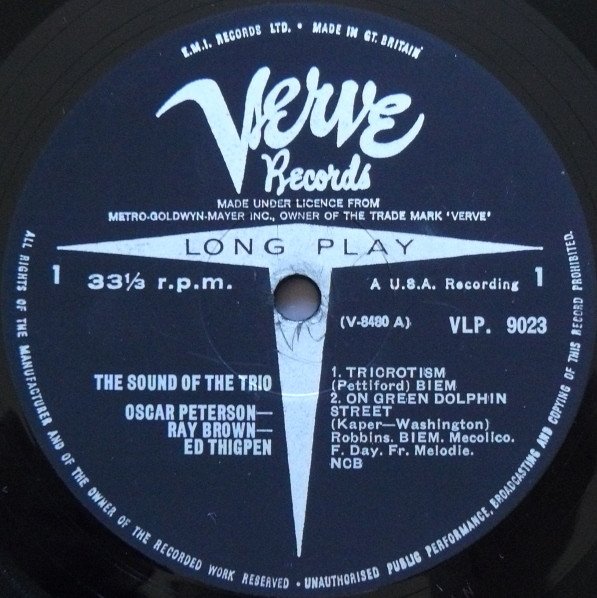 E.M.I. RECORDS LTD. • MADE IN GT. BRITAIN
Verve
Records
MADE UNDER LICENCE FROM
METRO-GOLDWYN-MAYER INC., OWNER OF THE TRADE MARK 'VERVE'
LONG PLAY
1 33⅓ r.p.m. A U.S.A. Recording 1
(V-8480 A) VLP. 9023
THE SOUND OF THE TRIO
OSCAR PETERSON—
RAY BROWN—
ED THIGPEN
1. TRICROTISM
(Pettiford) BIEM
2. ON GREEN DOLPHIN
STREET
(Kaper—Washington)
Robbins. BIEM. Mecolico.
F. Day. Fr. Melodie.
NCB
ALL RIGHTS OF THE MANUFACTURER AND OF THE OWNER OF THE RECORDED WORK RESERVED • UNAUTHORISED PUBLIC PERFORMANCE, BROADCASTING AND COPYING OF THIS RECORD PROHIBITED.